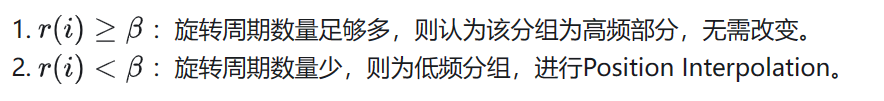 1. r(i) ≥ β：旋转周期数量足够多，则认为该分组为高频部分，无需改变。
2. r(i) < β：旋转周期数量少，则为低频分组，进行Position Interpolation。